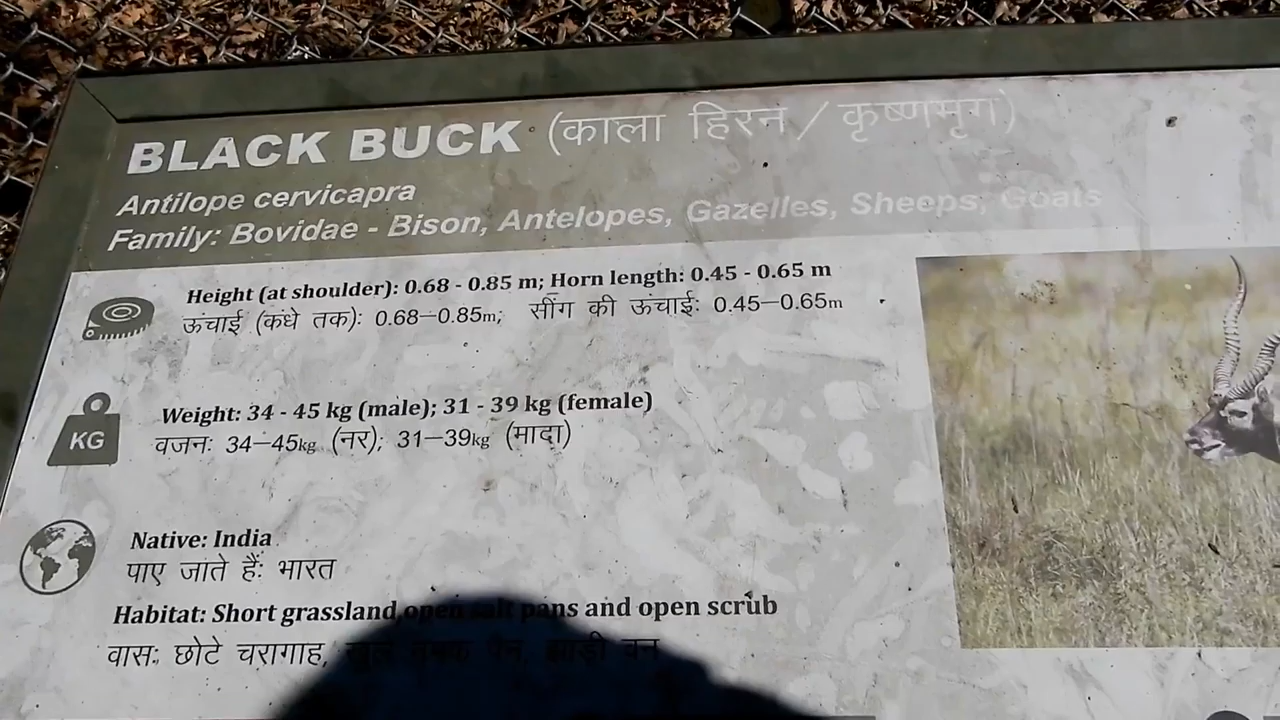 BLACK BUCK (काला हिरन / कृष्णमृग)
Antilope cervicapra
Family: Bovidae - Bison, Antelopes, Gazelles, Sheeps, Goats
Height (at shoulder): 0.68 - 0.85 m; Horn length: 0.45 - 0.65 m
ऊंचाई (कंधे तक): 0.68–0.85m; सींग की ऊंचाई: 0.45–0.65m
Weight: 34 - 45 kg (male); 31 - 39 kg (female)
KG
वजन: 34–45kg (नर); 31–39kg (मादा)
Native: India
पाए जाते हैं: भारत
Habitat: Short grassland, open salt pans and open scrub
वास: छोटे चरागाह, खुले नमक पैन, झाड़ी वन